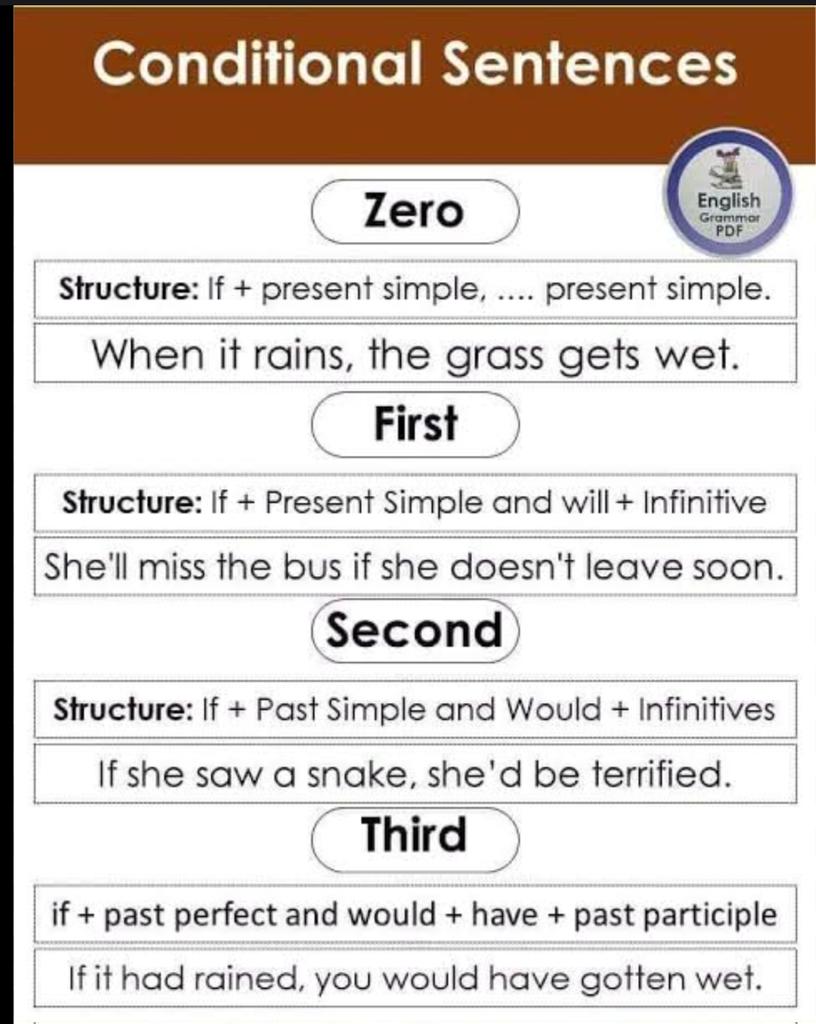 Conditional Sentences
English
Grammar
PDF
Zero
Structure: If + present simple, .... present simple.
When it rains, the grass gets wet.
First
Structure: If + Present Simple and will + Infinitive
She'll miss the bus if she doesn't leave soon.
Second
Structure: If + Past Simple and Would + Infinitives
If she saw a snake, she'd be terrified.
Third
if + past perfect and would + have + past participle
If it had rained, you would have gotten wet.